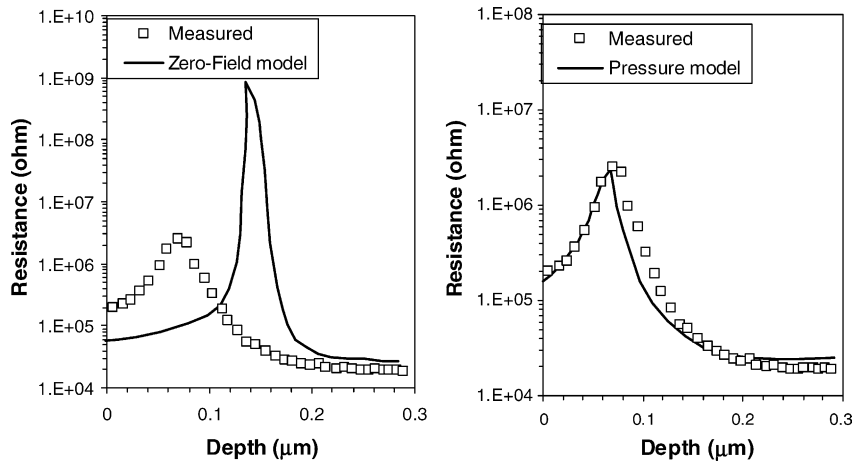 1.E+10
1.E+09
1.E+08
1.E+07
1.E+06
1.E+05
1.E+04
Resistance (ohm)
Measured
Zero-Field model
0 0.1 0.2 0.3
Depth (μm)
1.E+08
1.E+07
1.E+06
1.E+05
1.E+04
Resistance (ohm)
Measured
Pressure model
0 0.1 0.2 0.3
Depth (μm)